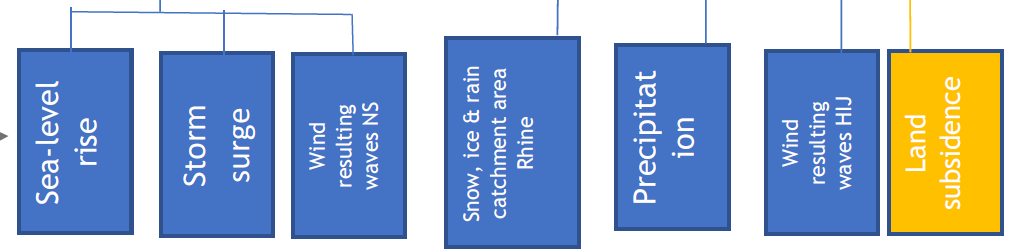 Sea-level
rise
Storm
surge
Wind
resulting
waves NS
Snow, ice & rain
catchment area
Rhine
Precipitat
ion
Wind
resulting
waves HIJ
Land
subsidence